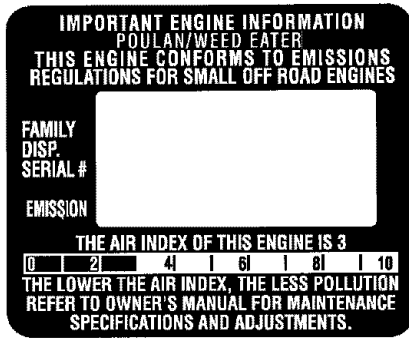 IMPORTANT ENGINE INFORMATION
POULAN/WEED EATER
THIS ENGINE CONFORMS TO EMISSIONS
REGULATIONS FOR SMALL OFF ROAD ENGINES
FAMILY
DISP.
SERIAL #
EMISSION
THE AIR INDEX OF THIS ENGINE IS 3
0 2 4 6 8 10
THE LOWER THE AIR INDEX, THE LESS POLLUTION
REFER TO OWNER'S MANUAL FOR MAINTENANCE
SPECIFICATIONS AND ADJUSTMENTS.